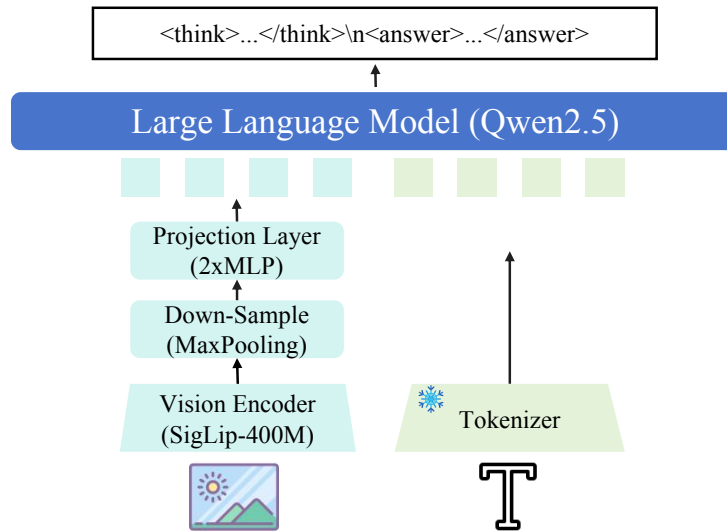 <think>...</think>\n<answer>...</answer>
Large Language Model (Qwen2.5)
Projection Layer
(2xMLP)
Down-Sample
(MaxPooling)
Vision Encoder
(SigLip-400M)
Tokenizer
T